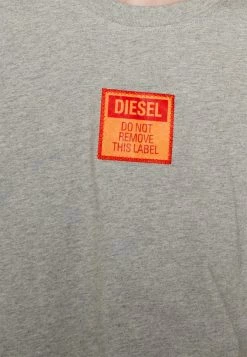 DIESEL
DO NOT
REMOVE
THIS LABEL